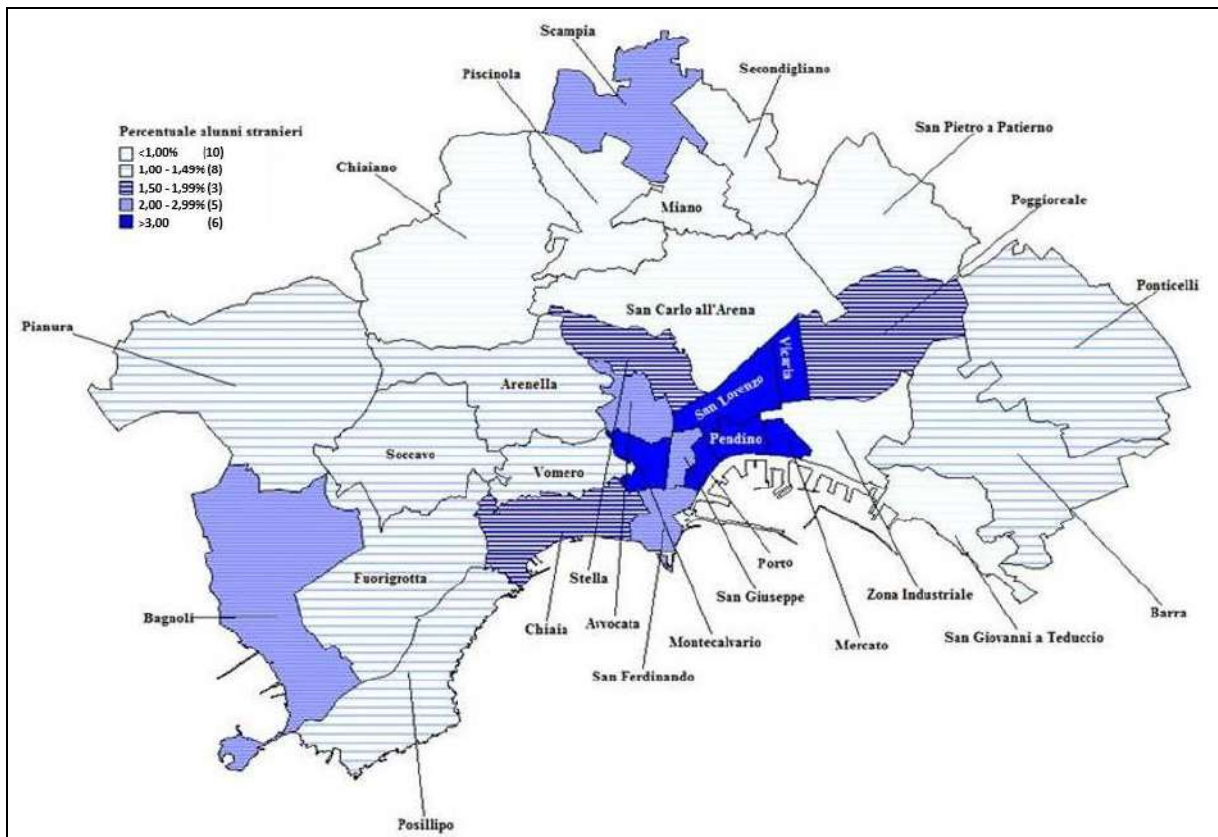 Scampia
Piscinola
Secondigliano
San Pietro a Patierno
Percentuale alunni stranieri
<1,00% (10)
1,00 - 1,49% (8)
1,50 - 1,99% (3)
2,00 - 2,99% (5)
>3,00 (6)
Chiaiano
Miano
Poggioreale
Ponticelli
San Carlo all'Arena
Pianura
Vicaria
San Lorenzo
Arenella
Pendino
Soccavo
Vomero
Fuorigrotta
Stella
Porto
San Giuseppe
Zona Industriale
Bagnoli
Chiaia
Avvocata
Montecalvario
Mercato
San Giovanni a Teduccio
Barra
San Ferdinando
Posillipo